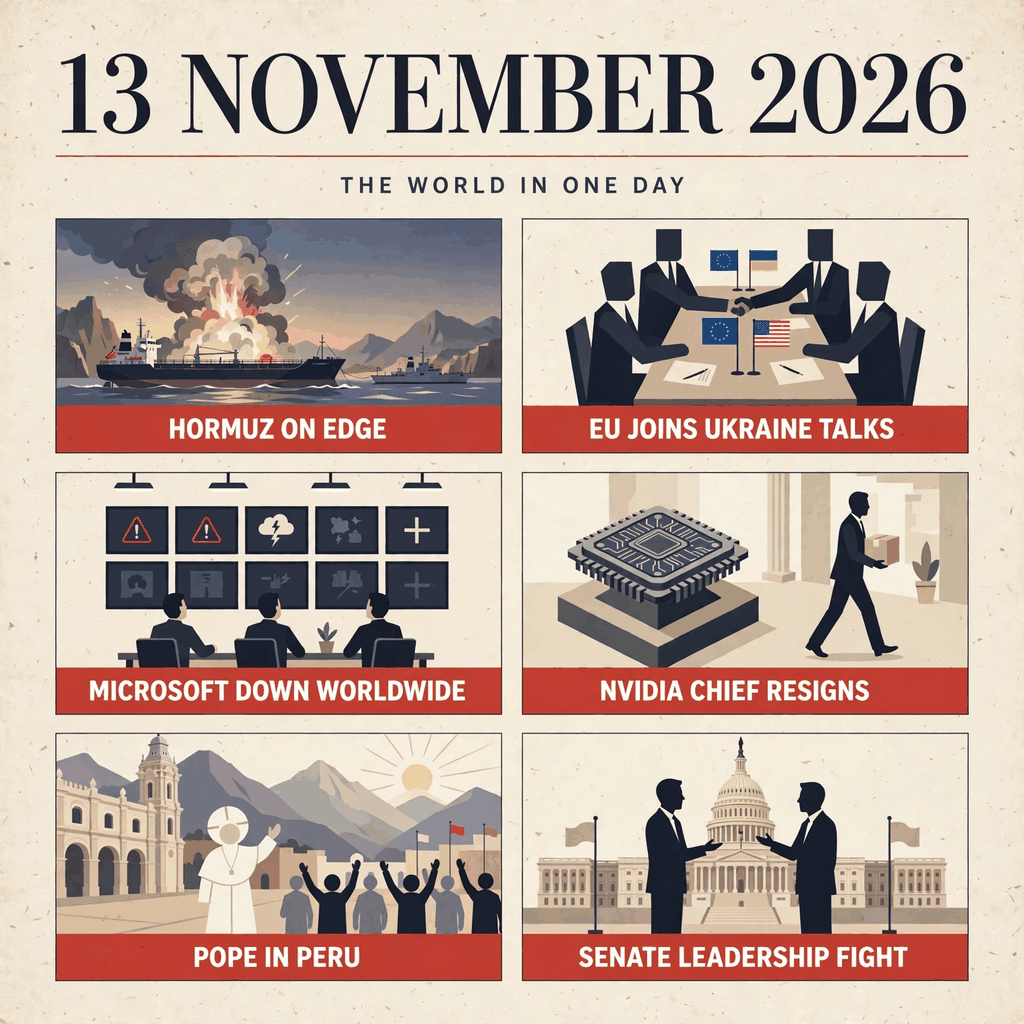 13 NOVEMBER 2026
THE WORLD IN ONE DAY
HORMUZ ON EDGE
EU JOINS UKRAINE TALKS
MICROSOFT DOWN WORLDWIDE
NVIDIA CHIEF RESIGNS
POPE IN PERU
SENATE LEADERSHIP FIGHT